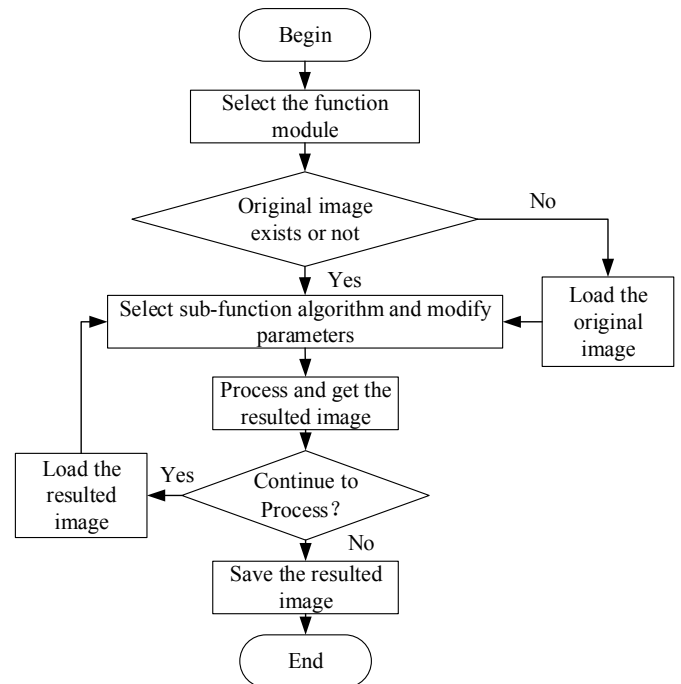 Begin
Select the function
module
Original image
exists or not
No
Yes
Load the
original
image
Select sub-function algorithm and modify
parameters
Process and get the
resulted image
Continue to
Process？
Yes
Load the
resulted
image
No
Save the resulted
image
End